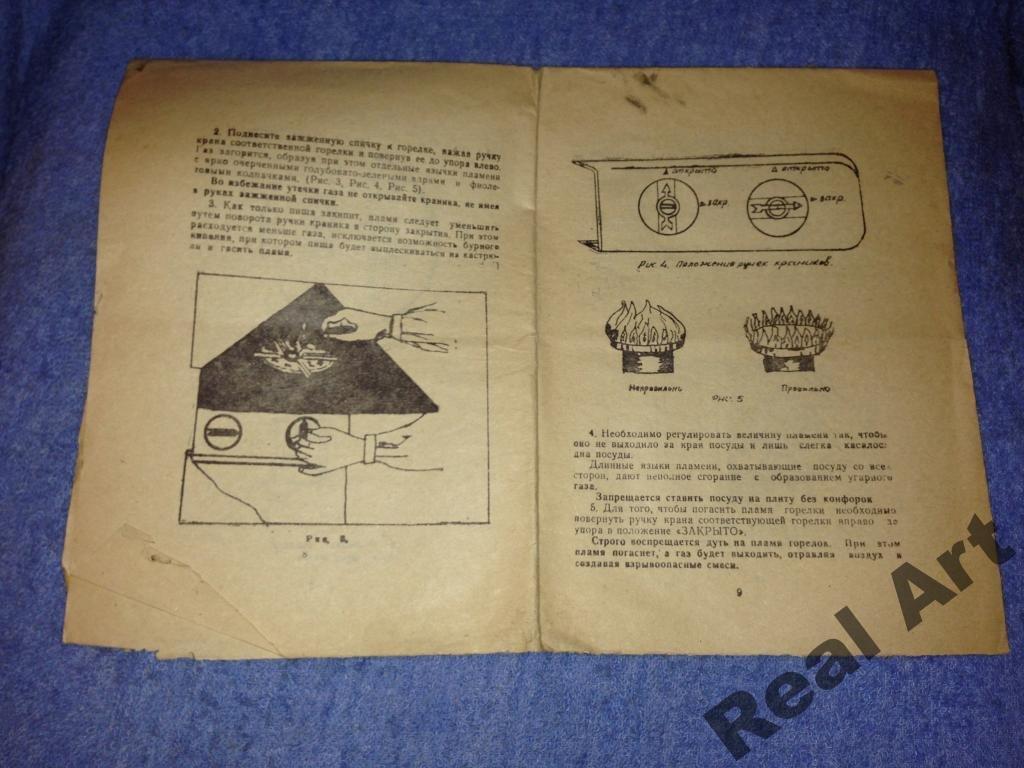 2. Поднесите зажженную спичку к горелке, нажав ручку
крана соответственной горелки и повернув ее до упора влево.
Газ загорится, образуя при этом отдельные язычки пламени
с ярко очерченными голубовато-зелеными ядрами и фиоле-
товыми колпачками. (Рис. 3, Рис. 4, Рис. 5).
Во избежание утечки газа не открывайте краника, не имея
в руках зажженной спички.
3. Как только пища закипит, пламя следует уменьшить
путем поворота ручки краника в сторону закрытия. При этом
расходуется меньше газа, исключается возможность бурного
кипения, при котором пища будет выплескиваться из кастрю-
ли и гасить пламя.
Рис. 3.
8
открыто
закр.
открыто
закр.
Рис. 4. Положения ручек краников.
Неправильно
Правильно
Рис. 5
4. Необходимо регулировать величину пламени так, чтобы
оно не выходило за края посуды и лишь слегка касалос
дна посуды.
Длинные языки пламени, охватывающие посуду со все
сторон, дают неполное сгорание с образованием угарного
газа.
Запрещается ставить посуду на плиту без конфорок
5. Для того, чтобы погасить пламя горелки необходимо
повернуть ручку крана соответствующей горелки вправо до
упора в положение «ЗАКРЫТО».
Строго воспрещается дуть на пламя горелок. При этом
пламя погаснет, а газ будет выходить, отравляя воздух и
создавая взрывоопасные смеси.
9
Real Art